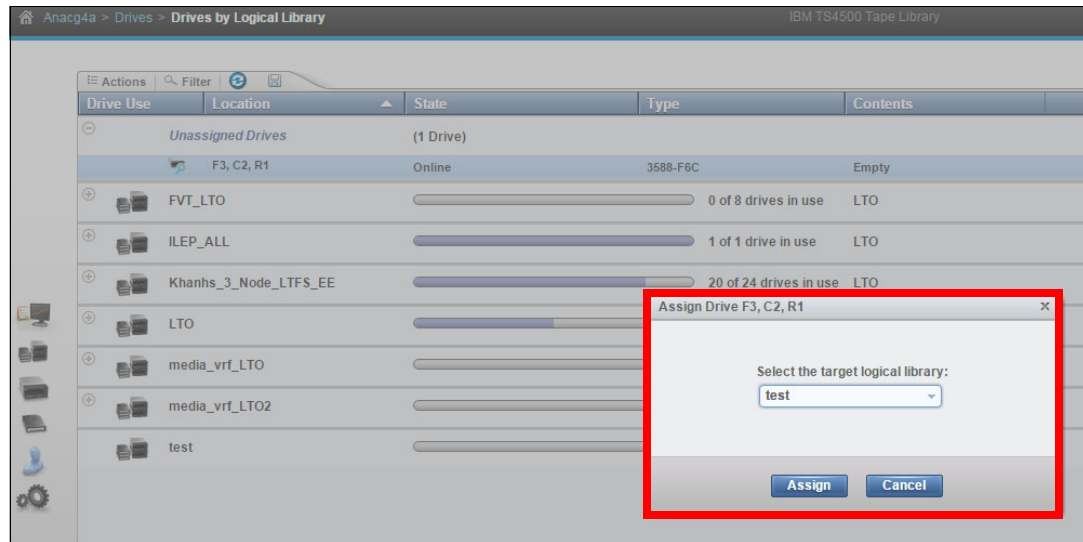 Anacg4a > Drives > Drives by Logical Library IBM TS4500 Tape Library
Actions Filter
Drive Use Location State Type Contents
Unassigned Drives (1 Drive)
F3, C2, R1 Online 3588-F6C Empty
FVT_LTO 0 of 8 drives in use LTO
ILEP_ALL 1 of 1 drive in use LTO
Khanhs_3_Node_LTFS_EE 20 of 24 drives in use LTO
LTO
media_vrf_LTO
media_vrf_LTO2
test
Assign Drive F3, C2, R1 x
Select the target logical library:
test
Assign Cancel